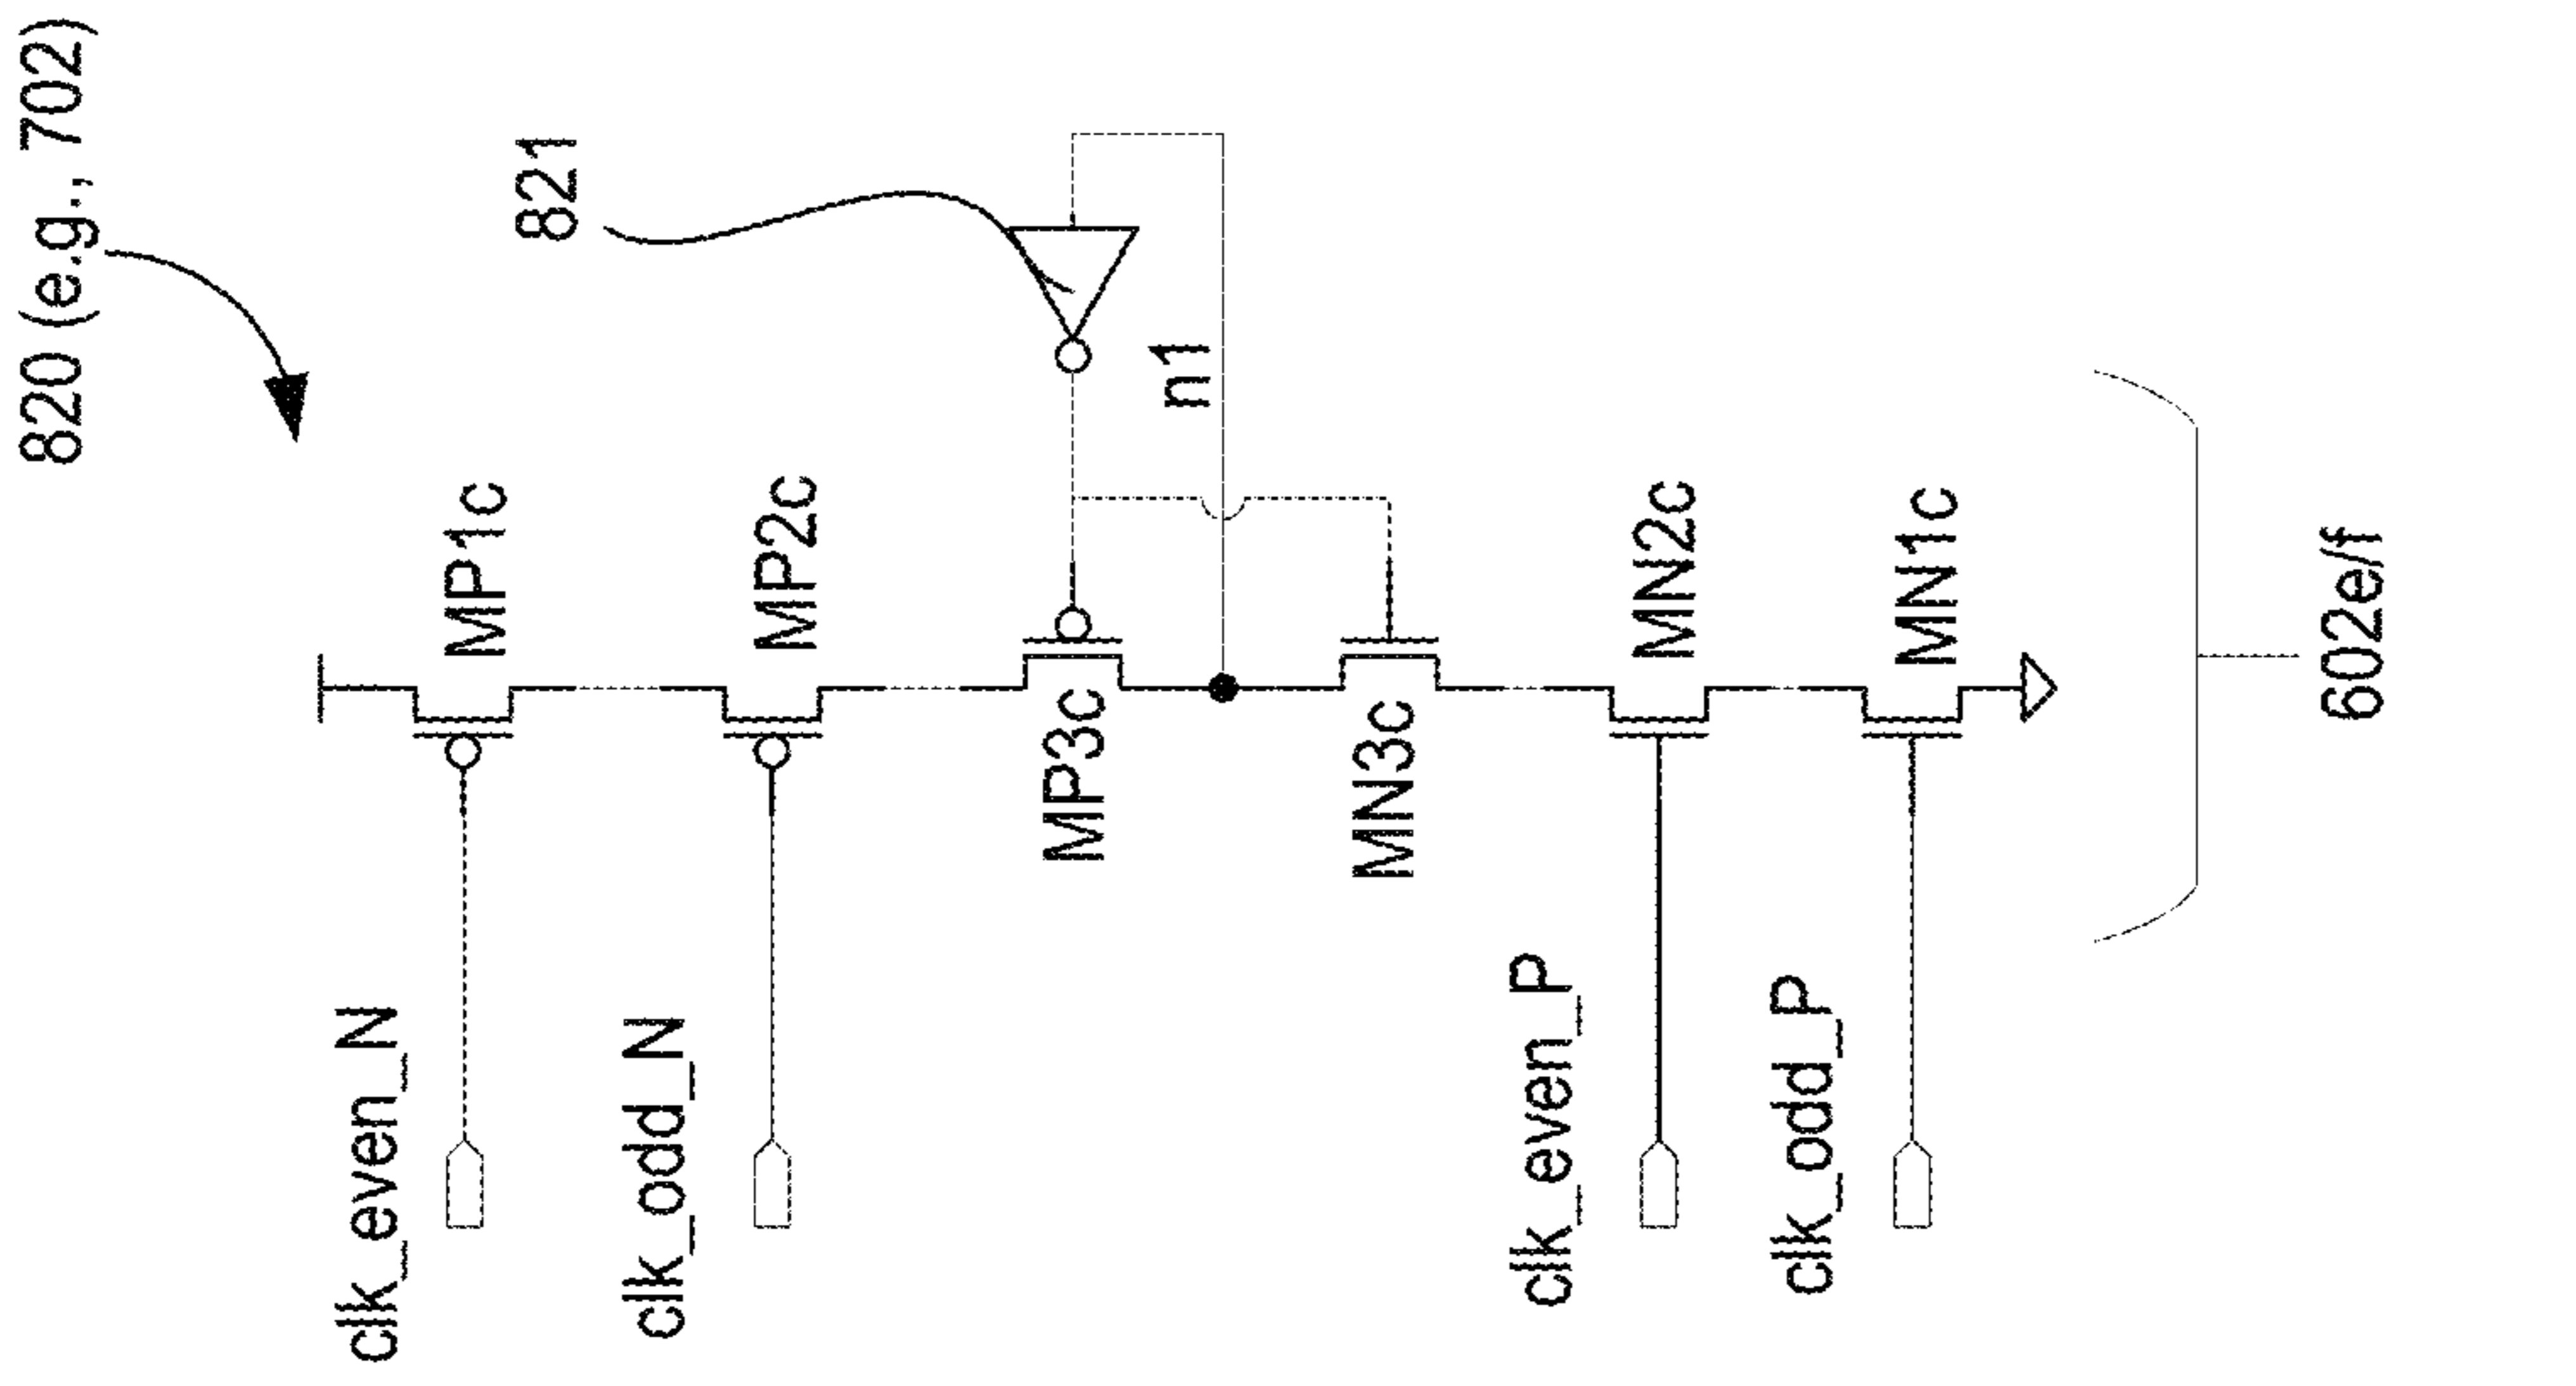 820 (e.g., 702)
clk_even_N
MP1c
821
clk_odd_N
MP2c
MP3c
n1
MN3c
clk_even_P
MN2c
clk_odd_P
MN1c
602e/f